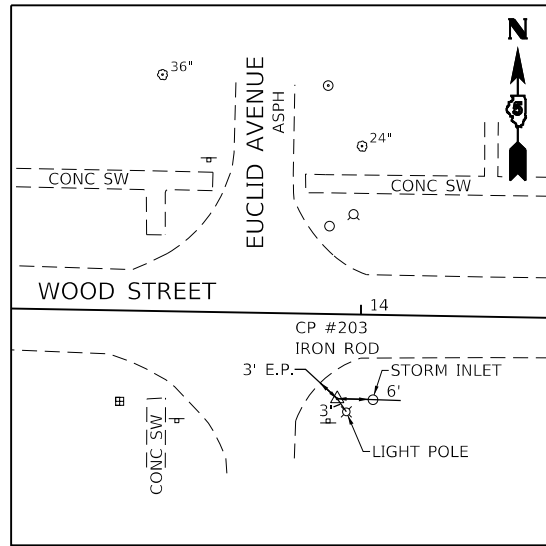 N
5
36"
EUCLID AVENUE
ASPH
24"
CONC SW
CONC SW
WOOD STREET
14
CP #203
IRON ROD
3' E.P.
STORM INLET
6'
3'
LIGHT POLE
CONC SW